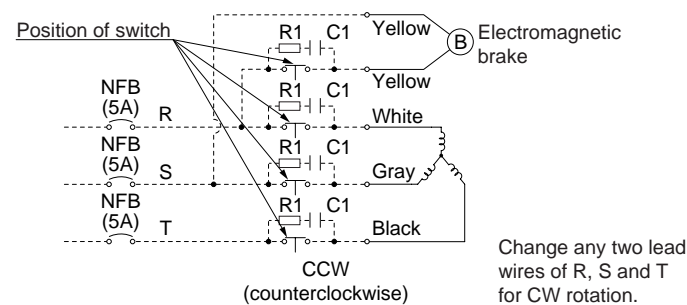 Yellow
Position of switch
R1 C1
B
Electromagnetic
brake
Yellow
NFB
(5A)
R
R1 C1
White
NFB
(5A)
S
R1 C1
Gray
NFB
(5A)
T
R1 C1
Black
CCW
(counterclockwise)
Change any two lead
wires of R, S and T
for CW rotation.